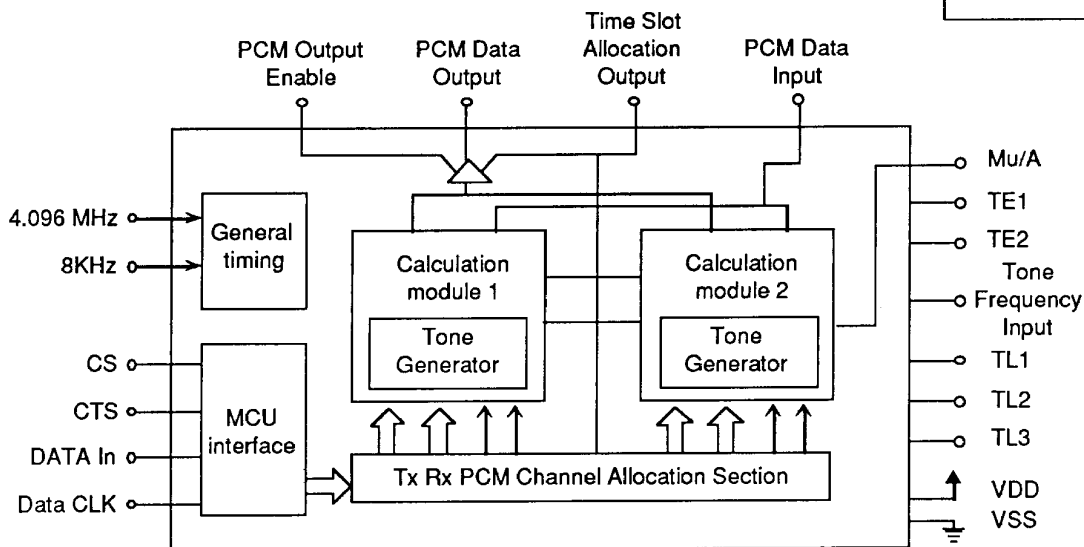 Time Slot
Allocation
Output
PCM Output
Enable
PCM Data
Output
PCM Data
Input
4.096 MHz
8KHz
General
timing
Calculation
module 1
Tone
Generator
Calculation
module 2
Tone
Generator
Mu/A
TE1
TE2
Tone
Frequency
Input
TL1
TL2
TL3
VDD
VSS
CS
CTS
DATA In
Data CLK
MCU
interface
Tx Rx PCM Channel Allocation Section